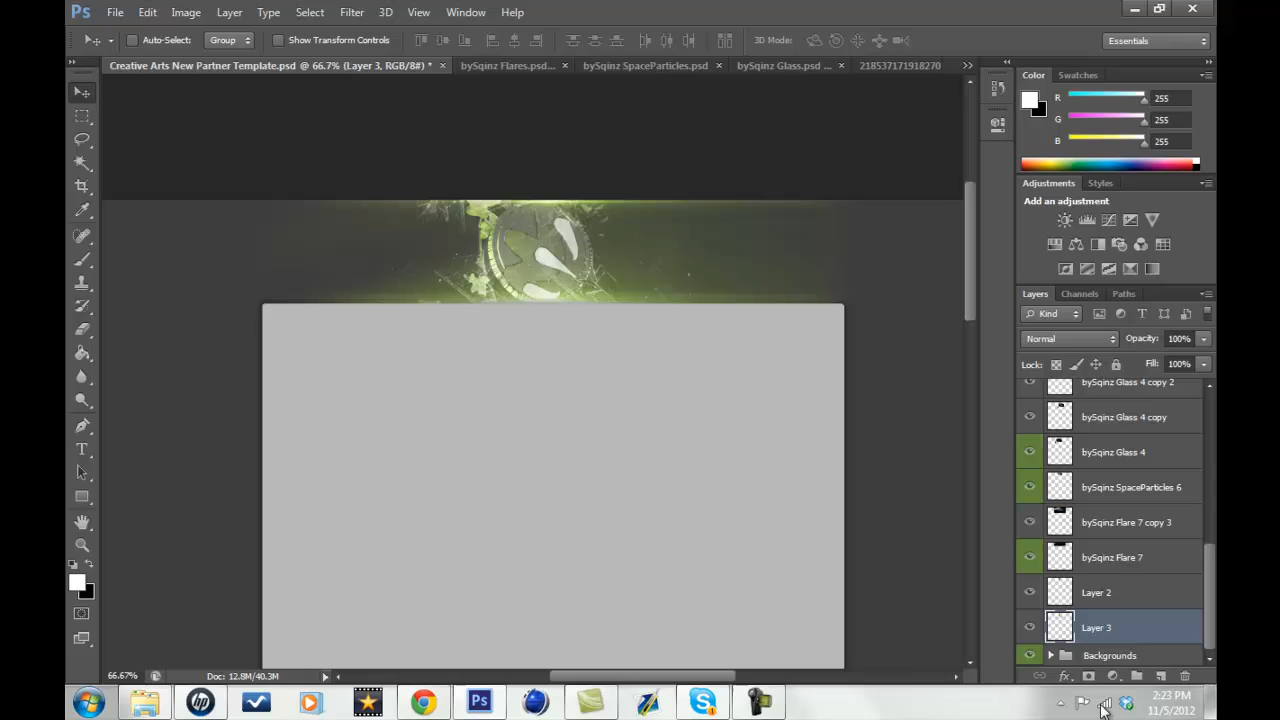 Ps File Edit Image Layer Type Select Filter 3D View Window Help
Auto-Select: Group Show Transform Controls 3D Mode: Essentials
Creative Arts New Partner Template.psd @ 66.7% (Layer 3, RGB/8#) * × bySqinz Flares.psd... × bySqinz SpaceParticles.psd × bySqinz Glass.psd ... × 218537171918270 »
Color Swatches
R 255
G 255
B 255
Adjustments Styles
Add an adjustment
Layers Channels Paths
Kind
Normal Opacity: 100%
Lock: Fill: 100%
bySqinz Glass 4 copy 2
bySqinz Glass 4 copy
bySqinz Glass 4
bySqinz SpaceParticles 6
bySqinz Flare 7 copy 3
bySqinz Flare 7
Layer 2
Layer 3
Backgrounds
66.67% Doc: 12.8M/40.3M
hp Ps S
2:23 PM
11/5/2012